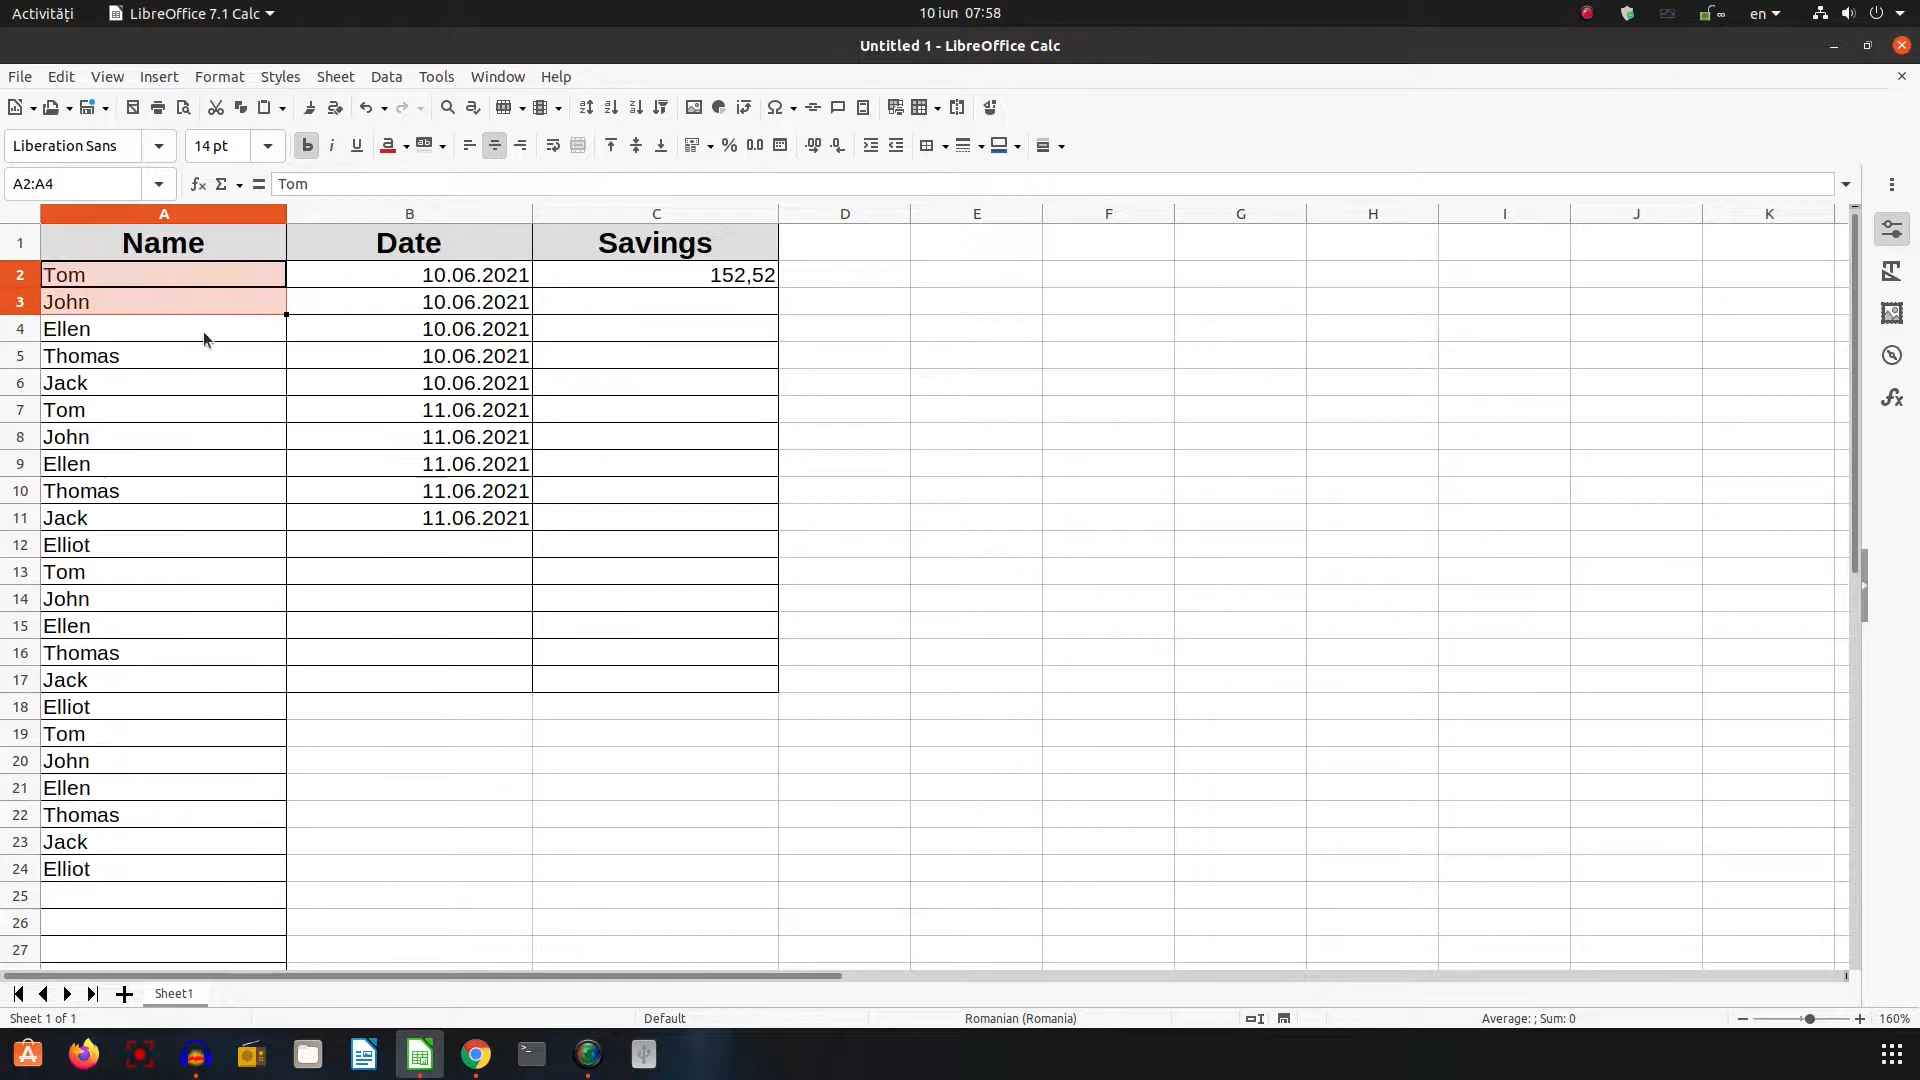 Activități LibreOffice 7.1 Calc 10 iun 07:58 en
Untitled 1 - LibreOffice Calc
File Edit View Insert Format Styles Sheet Data Tools Window Help
Liberation Sans 14 pt
A2:A4 Tom
A B C D E F G H I J K
1 Name Date Savings
2 Tom 10.06.2021 152,52
3 John 10.06.2021
4 Ellen 10.06.2021
5 Thomas 10.06.2021
6 Jack 10.06.2021
7 Tom 11.06.2021
8 John 11.06.2021
9 Ellen 11.06.2021
10 Thomas 11.06.2021
11 Jack 11.06.2021
12 Elliot
13 Tom
14 John
15 Ellen
16 Thomas
17 Jack
18 Elliot
19 Tom
20 John
21 Ellen
22 Thomas
23 Jack
24 Elliot
25
26
27
Sheet1
Sheet 1 of 1 Default Romanian (Romania) Average: ; Sum: 0 160%